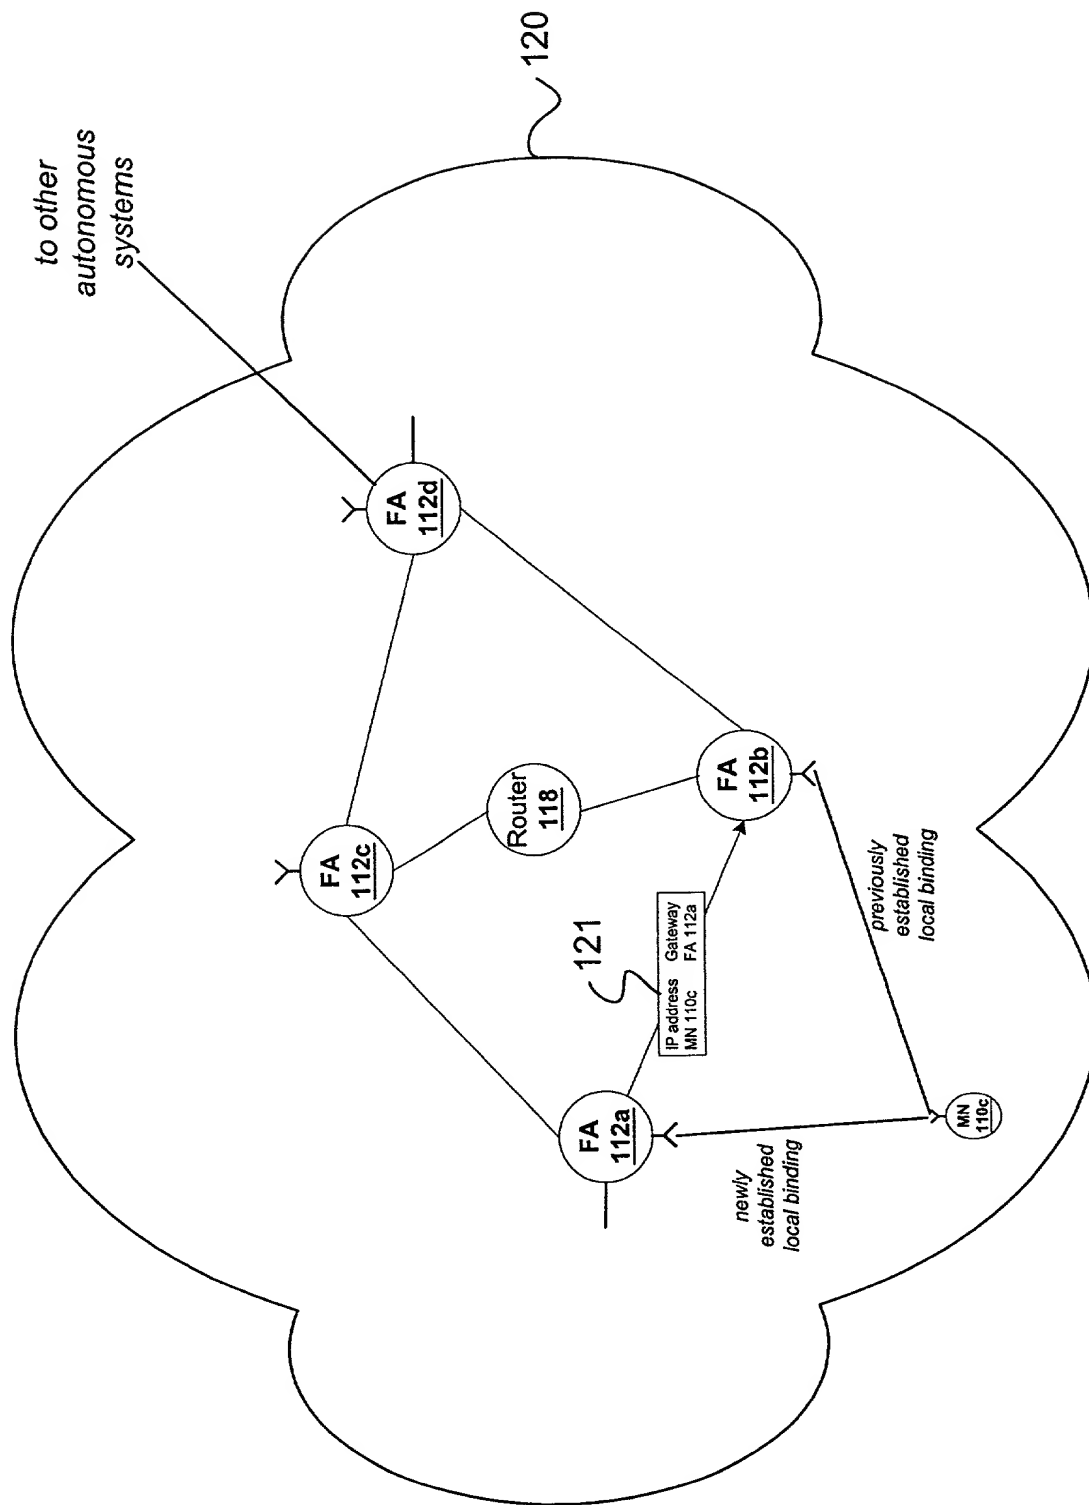 to other
autonomous
systems
120
FA
112d
FA
112c
Router
118
FA
112b
121
IP address Gateway
MN 110c FA 112a
FA
112a
previously
established
local binding
newly
established
local binding
MN
110c